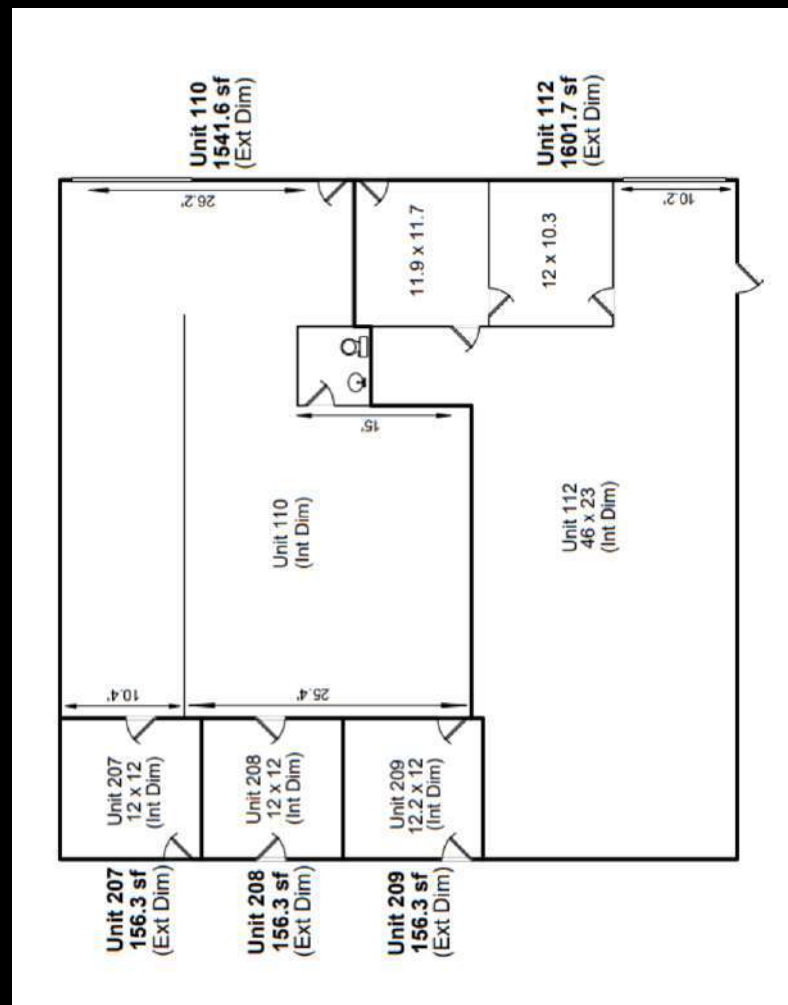 Unit 110
1541.6 sf
(Ext Dim)
Unit 112
1601.7 sf
(Ext Dim)
26.2'
11.9 x 11.7
12 x 10.3
10.2'
15'
Unit 110
(Int Dim)
Unit 112
46 x 23
(Int Dim)
10.4'
25.4'
Unit 207
12 x 12
(Int Dim)
Unit 208
12 x 12
(Int Dim)
Unit 209
12.2 x 12
(Int Dim)
Unit 207
156.3 sf
(Ext Dim)
Unit 208
156.3 sf
(Ext Dim)
Unit 209
156.3 sf
(Ext Dim)